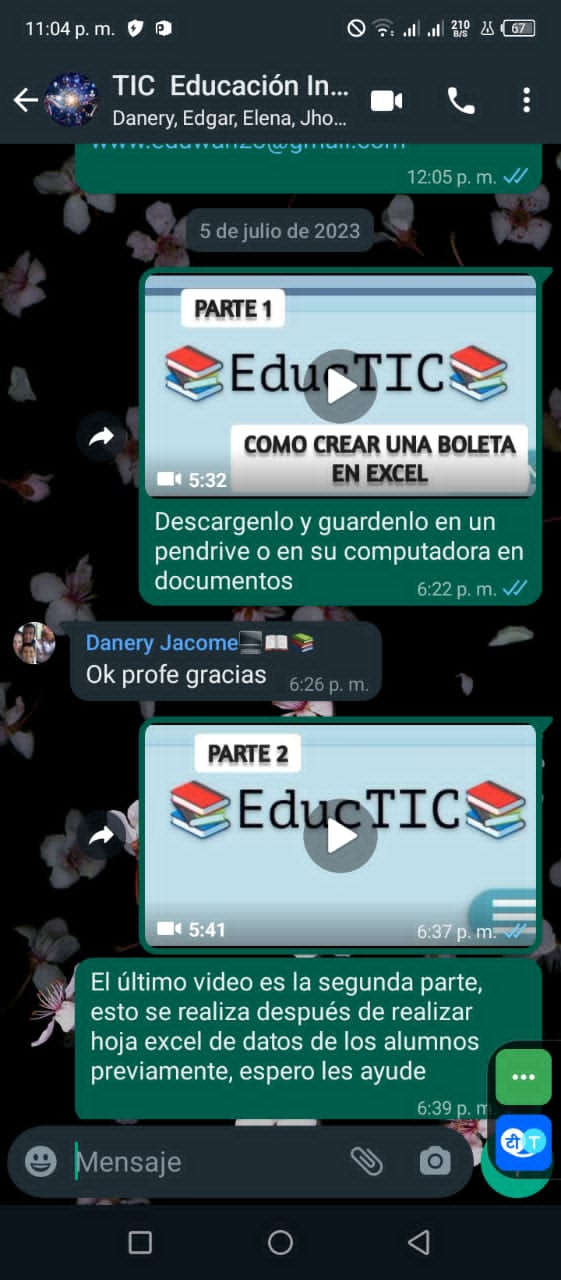 11:04 p. m.
210
B/S
67
TIC Educación In...
Danery, Edgar, Elena, Jho...
12:05 p. m.
5 de julio de 2023
PARTE 1
EducTIC
COMO CREAR UNA BOLETA
EN EXCEL
5:32
Descargenlo y guardenlo en un
pendrive o en su computadora en
documentos
6:22 p. m.
Danery Jacome
Ok profe gracias
6:26 p. m.
PARTE 2
EducTIC
5:41
6:37 p. m.
El último video es la segunda parte,
esto se realiza después de realizar
hoja excel de datos de los alumnos
previamente, espero les ayude
6:39 p. m
Mensaje
टी T